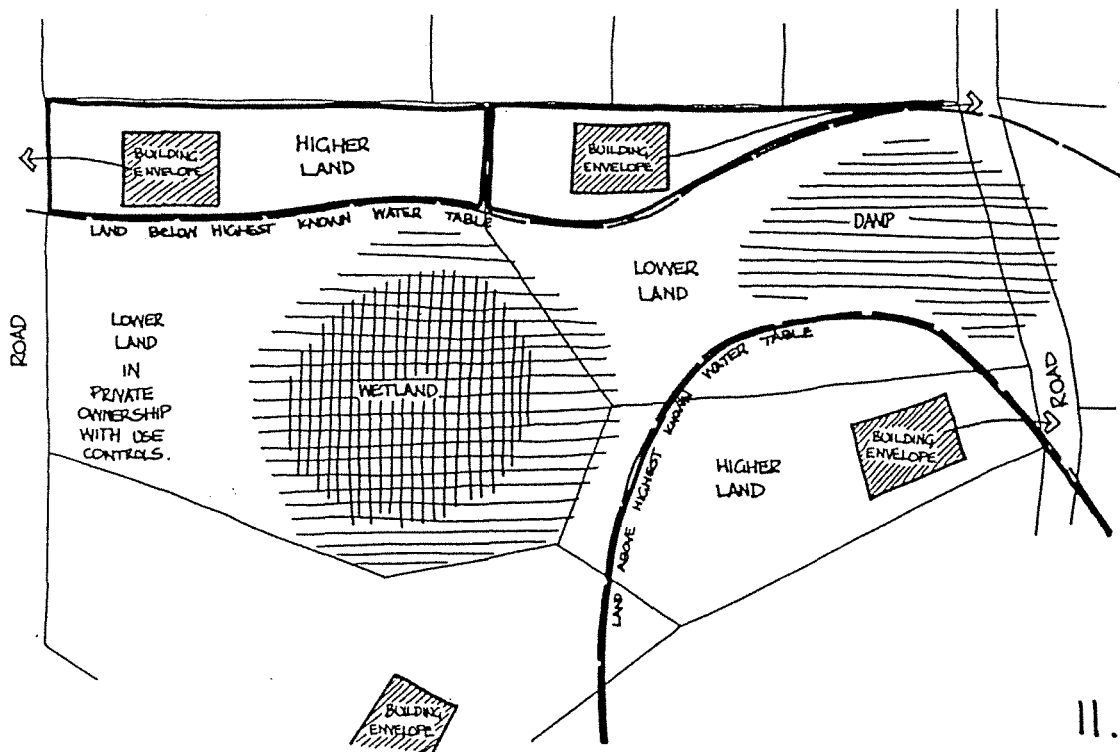 HIGHER
LAND
BUILDING
ENVELOPE
BUILDING
ENVELOPE
LAND BELOW HIGHEST KNOWN WATER TABLE
DAMP
LOWER
LAND
ROAD
LOWER
LAND
IN
PRIVATE
OWNERSHIP
WITH USE
CONTROLS.
WETLAND
LAND ABOVE HIGHEST KNOWN WATER TABLE
ROAD
BUILDING
ENVELOPE
HIGHER
LAND
BUILDING
ENVELOPE
11.